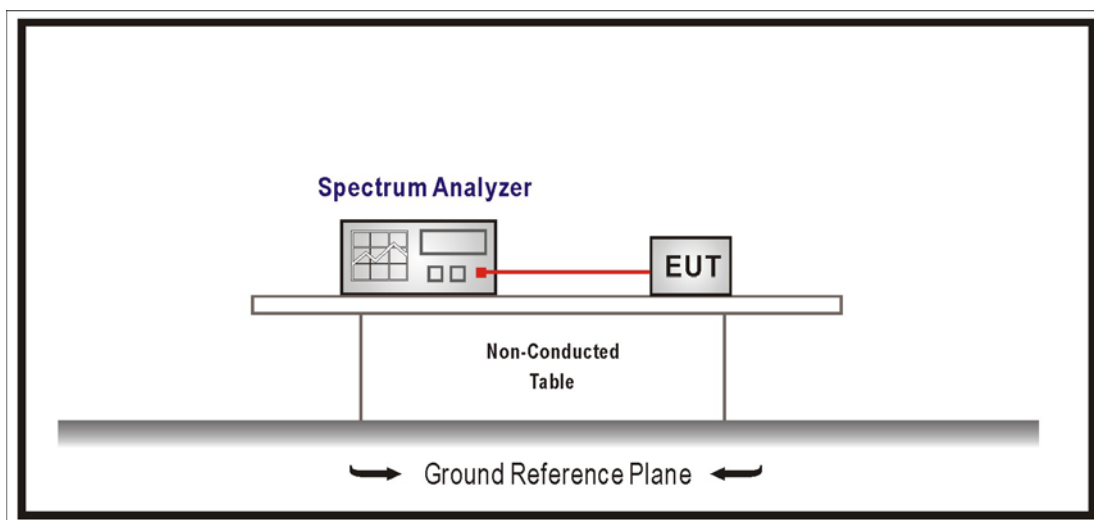 Spectrum Analyzer
EUT
Non-Conducted
Table
Ground Reference Plane